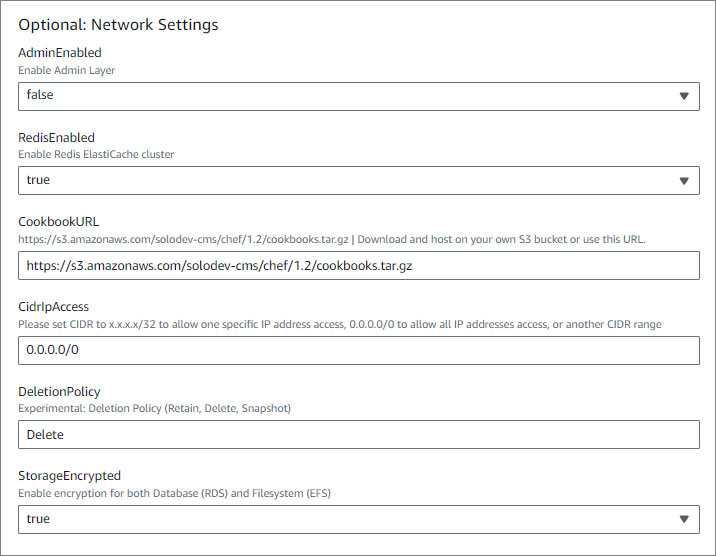 Optional: Network Settings
AdminEnabled
Enable Admin Layer
false
RedisEnabled
Enable Redis ElastiCache cluster
true
CookbookURL
https://s3.amazonaws.com/solodev-cms/chef/1.2/cookbooks.tar.gz | Download and host on your own S3 bucket or use this URL.
https://s3.amazonaws.com/solodev-cms/chef/1.2/cookbooks.tar.gz
CidrIpAccess
Please set CIDR to x.x.x.x/32 to allow one specific IP address access, 0.0.0.0/0 to allow all IP addresses access, or another CIDR range
0.0.0.0/0
DeletionPolicy
Experimental: Deletion Policy (Retain, Delete, Snapshot)
Delete
StorageEncrypted
Enable encryption for both Database (RDS) and Filesystem (EFS)
true